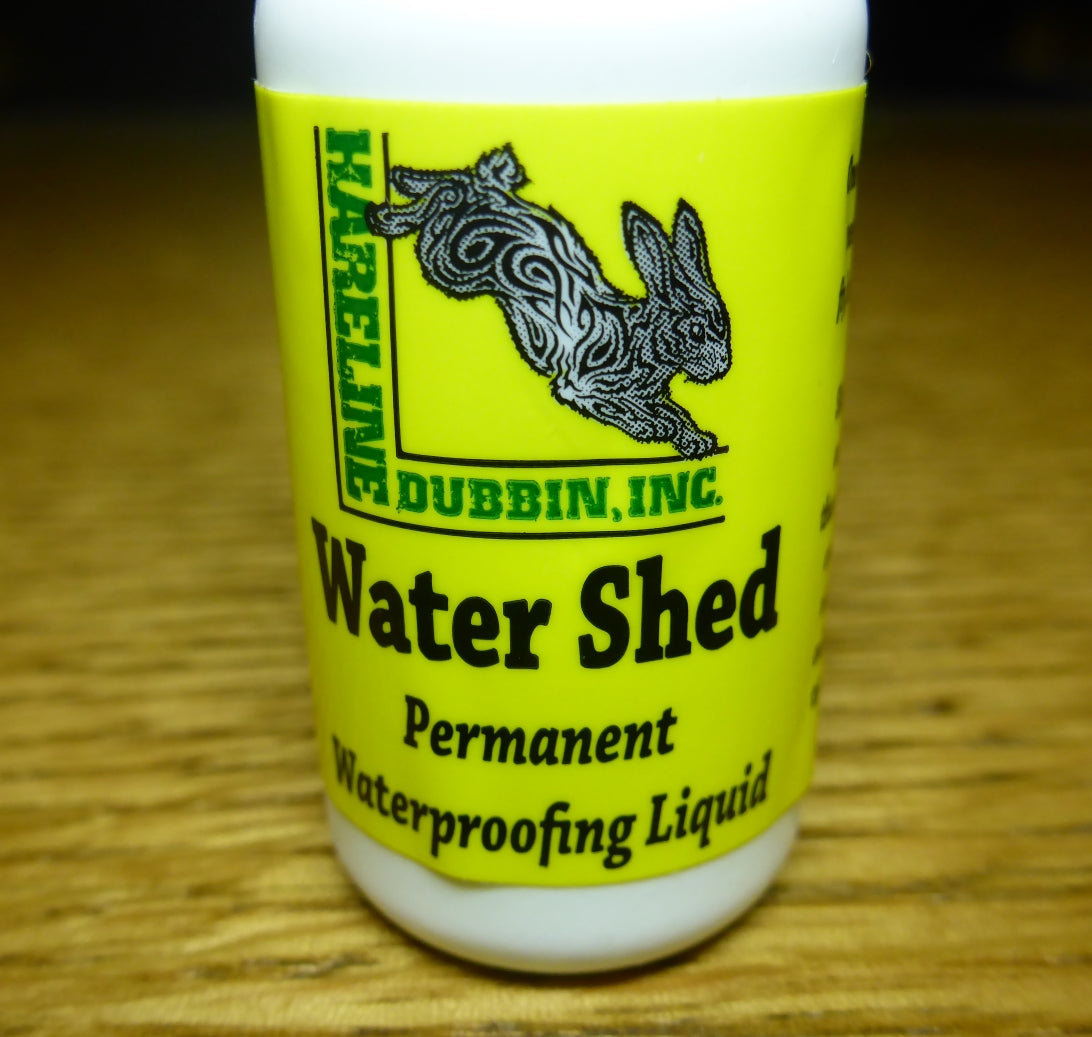 HARELINE
DUBBIN, INC.
Water Shed
Permanent
Waterproofing Liquid